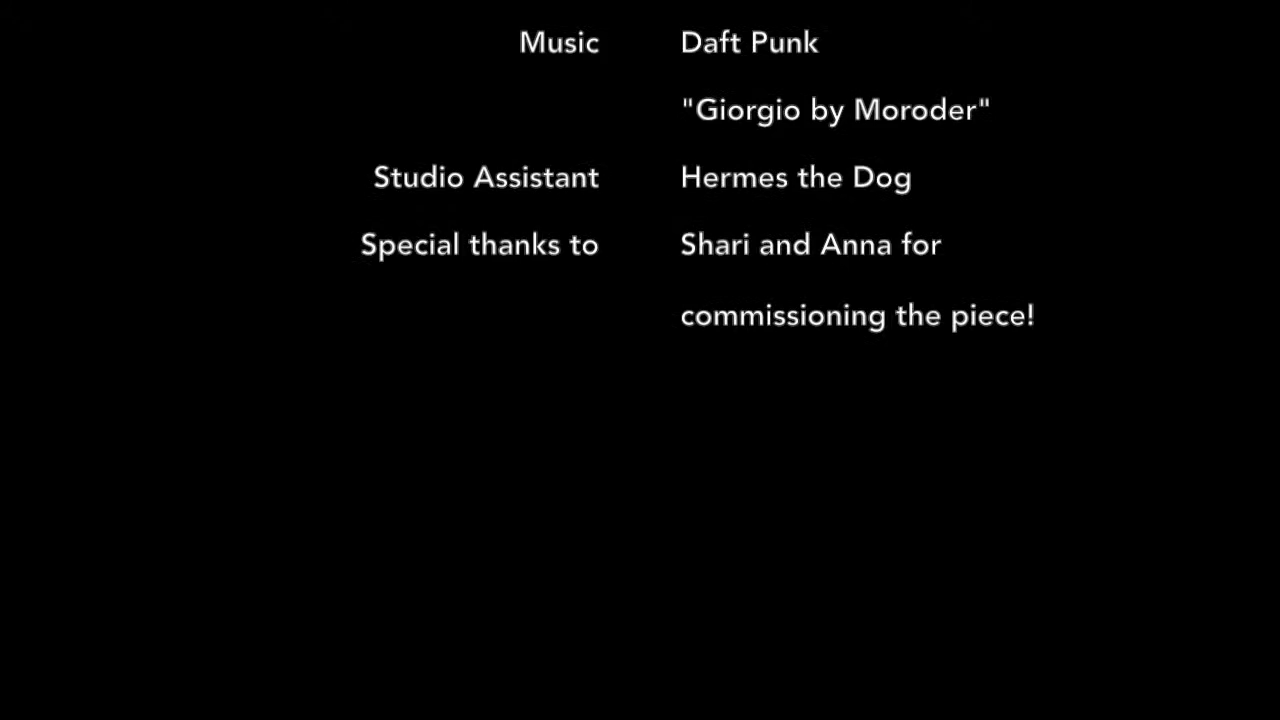 Music Daft Punk
"Giorgio by Moroder"
Studio Assistant Hermes the Dog
Special thanks to Shari and Anna for
commissioning the piece!